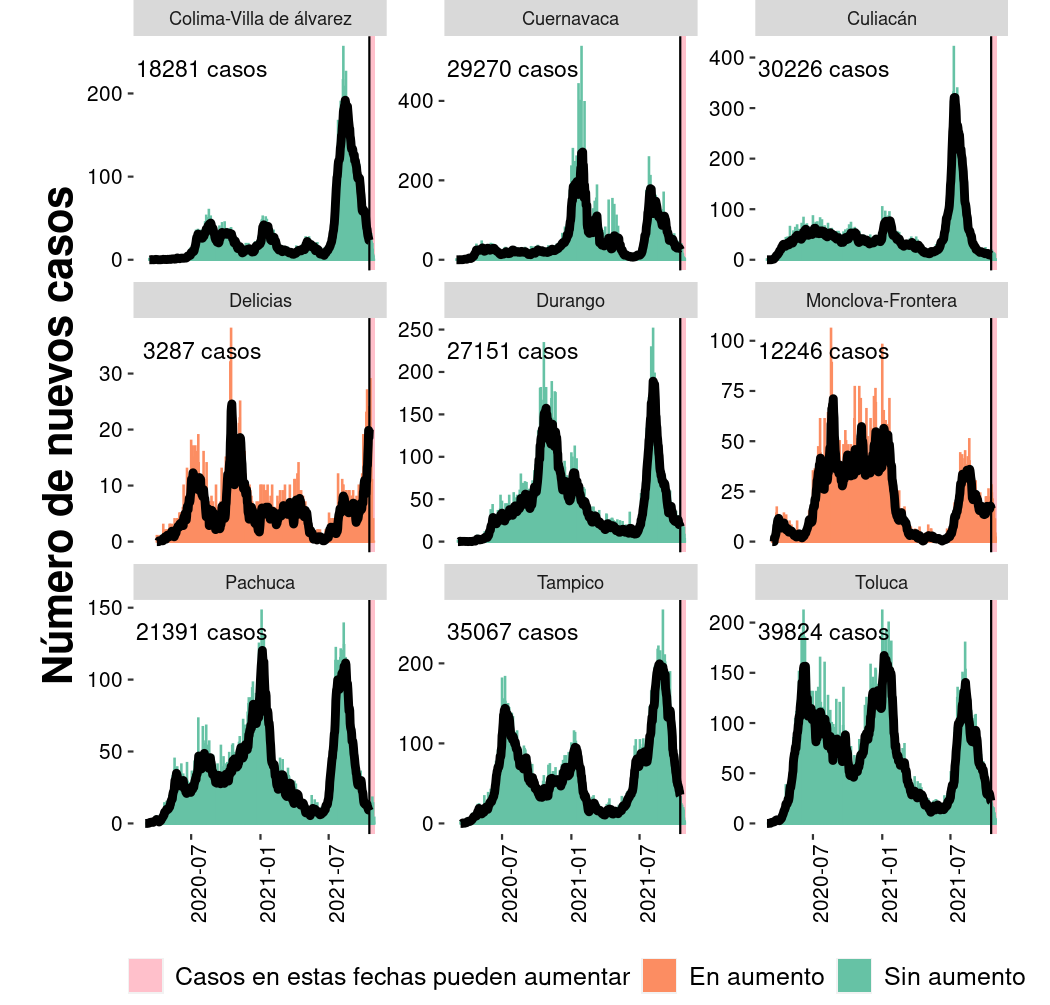 Número de nuevos casos
Colima-Villa de álvarez
Cuernavaca
Culiacán
18281 casos
29270 casos
30226 casos
200
100
0
400
200
0
400
300
200
100
0
Delicias
Durango
Monclova-Frontera
3287 casos
27151 casos
12246 casos
30
20
10
0
250
200
150
100
50
0
100
75
50
25
0
Pachuca
Tampico
Toluca
21391 casos
35067 casos
39824 casos
150
100
50
0
200
100
0
200
150
100
50
0
2020-07
2021-01
2021-07
2020-07
2021-01
2021-07
2020-07
2021-01
2021-07
Casos en estas fechas pueden aumentar
En aumento
Sin aumento